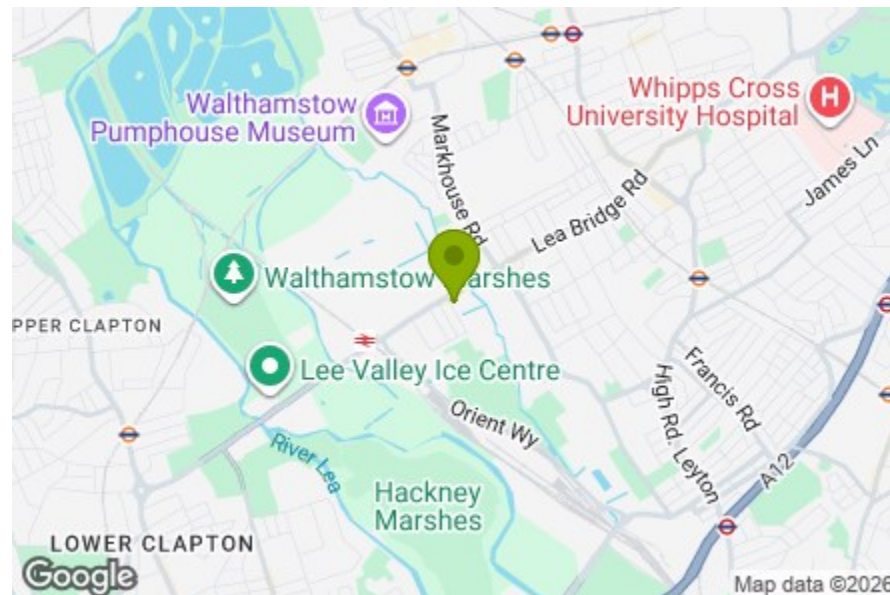 Walthamstow
Pumphouse Museum
Whipps Cross
University Hospital
H
James Ln
Markhouse Rd
Lea Bridge Rd
Walthamstow Marshes
PPER CLAPTON
Lee Valley Ice Centre
Francis Rd
High Rd. Leyton
Orient Wy
River Lea
A12
Hackney
Marshes
LOWER CLAPTON
Google
Map data ©2026